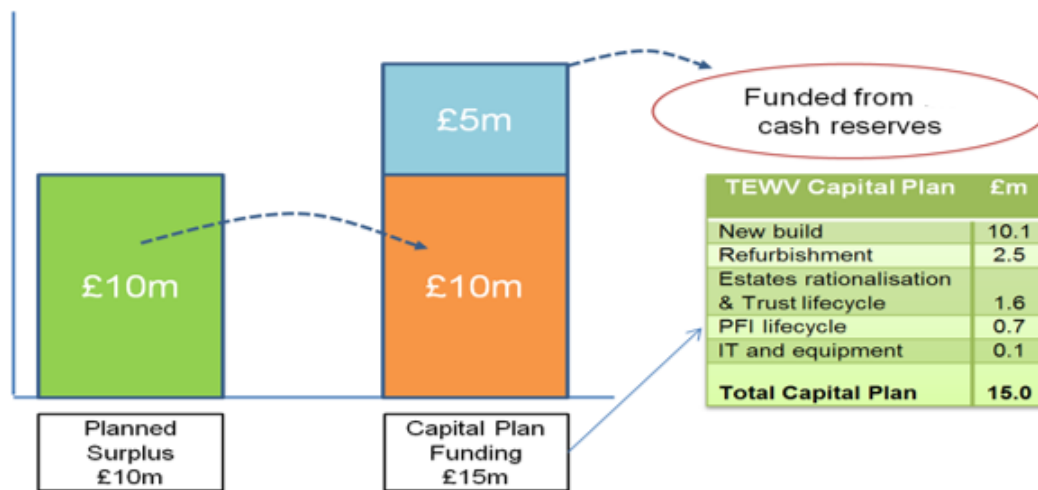 £10m
Planned
Surplus
£10m
£5m
£10m
Capital Plan
Funding
£15m
Funded from
cash reserves
TEWV Capital Plan £m
New build 10.1
Refurbishment 2.5
Estates rationalisation
& Trust lifecycle 1.6
PFI lifecycle 0.7
IT and equipment 0.1
Total Capital Plan 15.0